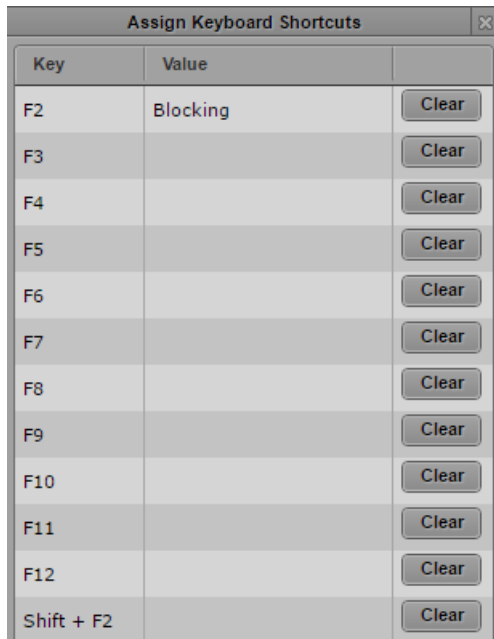 Assign Keyboard Shortcuts
Key Value
F2 Blocking Clear
F3 Clear
F4 Clear
F5 Clear
F6 Clear
F7 Clear
F8 Clear
F9 Clear
F10 Clear
F11 Clear
F12 Clear
Shift + F2 Clear